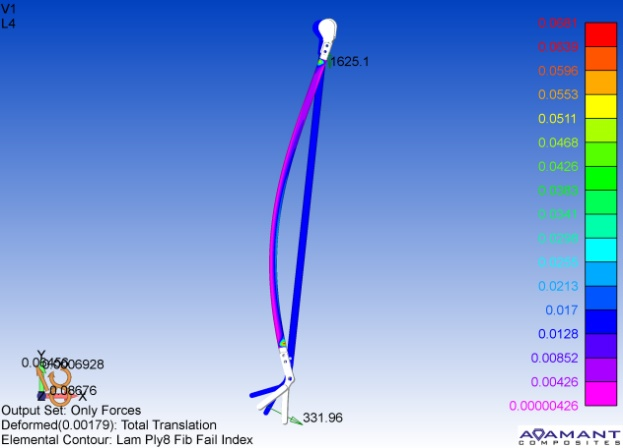 V1
L4
1625.1
0.0681
0.0639
0.0596
0.0553
0.0511
0.0468
0.0426
0.0383
0.0341
0.0298
0.0255
0.0213
0.017
0.0128
0.00852
0.00426
0.00000426
Y
0.08676
X
331.96
Output Set: Only Forces
Deformed(0.00179): Total Translation
Elemental Contour: Lam Ply8 Fib Fail Index
ADAMANT
COMPOSITES